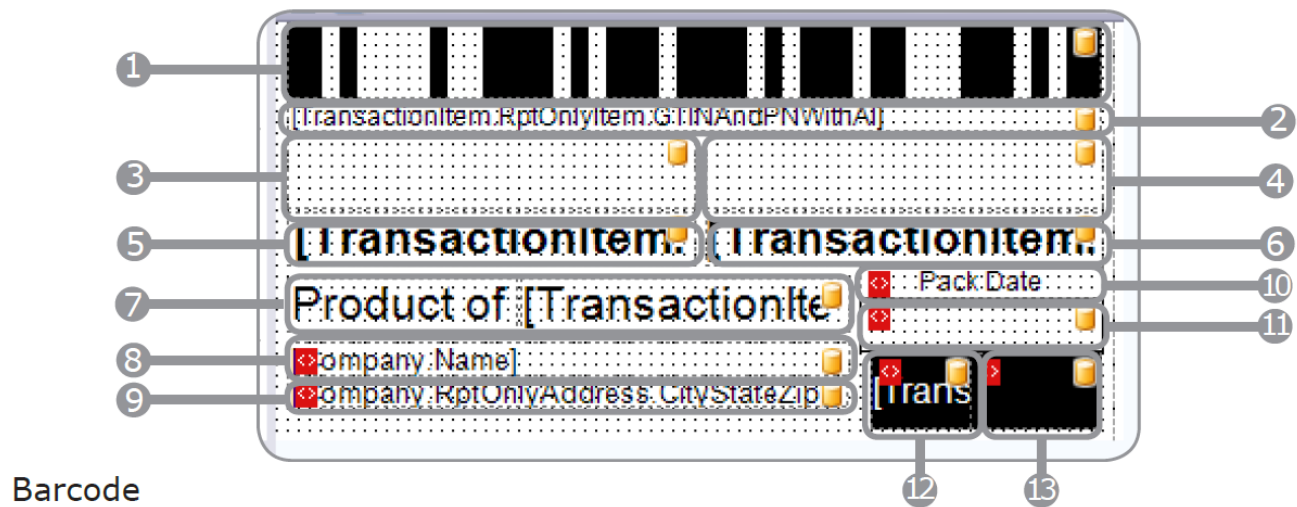 1
[TransactionItem.RptOnlyItem.GTINAndPNWithAI]
2
3
4
5
[TransactionItem.
[TransactionItem.
6
7
Product of [TransactionIte
<> Pack Date
10
<>
11
8
<>ompany.Name]
9
<>ompany.RptOnlyAddress.CityStateZip
<>
[Trans
>
12
13
Barcode